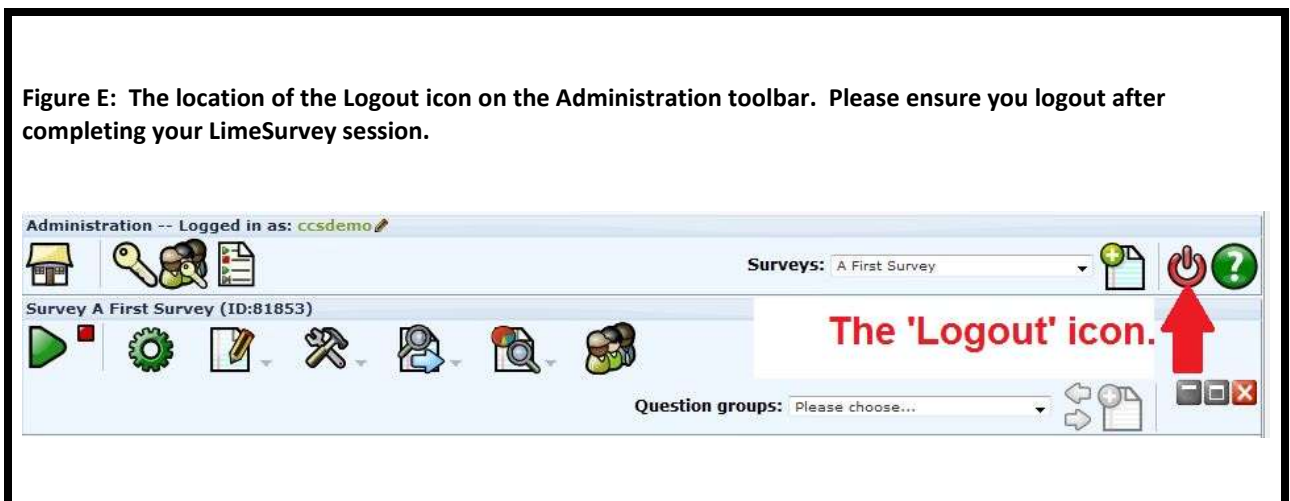 Figure E:  The location of the Logout icon on the Administration toolbar.  Please ensure you logout after
completing your LimeSurvey session.
Administration -- Logged in as: ccsdemo
Surveys: A First Survey
Survey A First Survey (ID:81853)
The 'Logout' icon.
Question groups: Please choose...